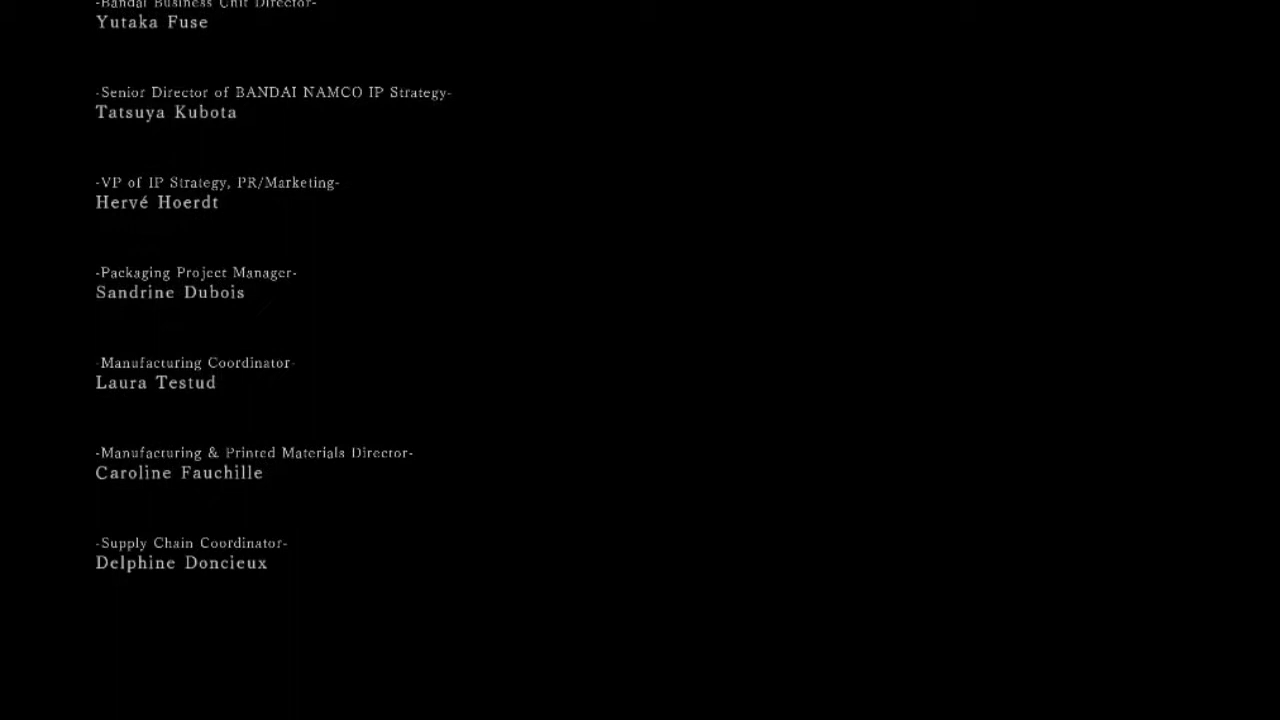 -Bandai Business Unit Director-
Yutaka Fuse
-Senior Director of BANDAI NAMCO IP Strategy-
Tatsuya Kubota
-VP of IP Strategy, PR/Marketing-
Hervé Hoerdt
-Packaging Project Manager-
Sandrine Dubois
-Manufacturing Coordinator-
Laura Testud
-Manufacturing & Printed Materials Director-
Caroline Fauchille
-Supply Chain Coordinator-
Delphine Doncieux